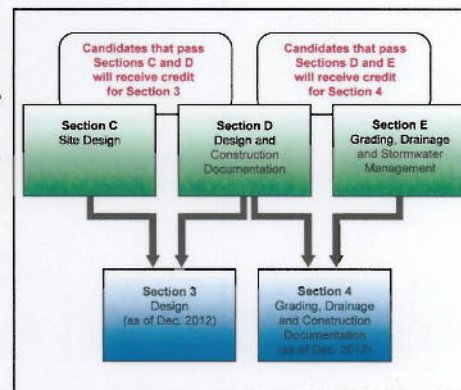 Candidates that pass
Sections C and D
will receive credit
for Section 3
Candidates that pass
Sections D and E
will receive credit
for Section 4
Section C
Site Design
Section D
Design and
Construction
Documentation
Section E
Grading, Drainage
and Stormwater
Management
Section 3
Design
(as of Dec. 2012)
Section 4
Grading, Drainage
and Construction
Documentation
(as of Dec. 2012)